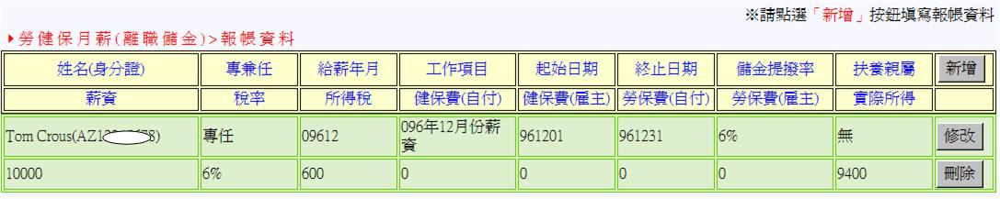 ※請點選「新增」按鈕填寫報帳資料
勞健保月薪(離職儲金)>報帳資料
姓名(身分證) 專兼任 給薪年月 工作項目 起始日期 終止日期 儲金提撥率 扶養親屬 新增
薪資 稅率 所得稅 健保費(自付) 健保費(雇主) 勞保費(自付) 勞保費(雇主) 實際所得
Tom Crous(AZ1 8) 專任 09612 096年12月份薪資 961201 961231 6% 無 修改
10000 6% 600 0 0 0 0 9400 刪除